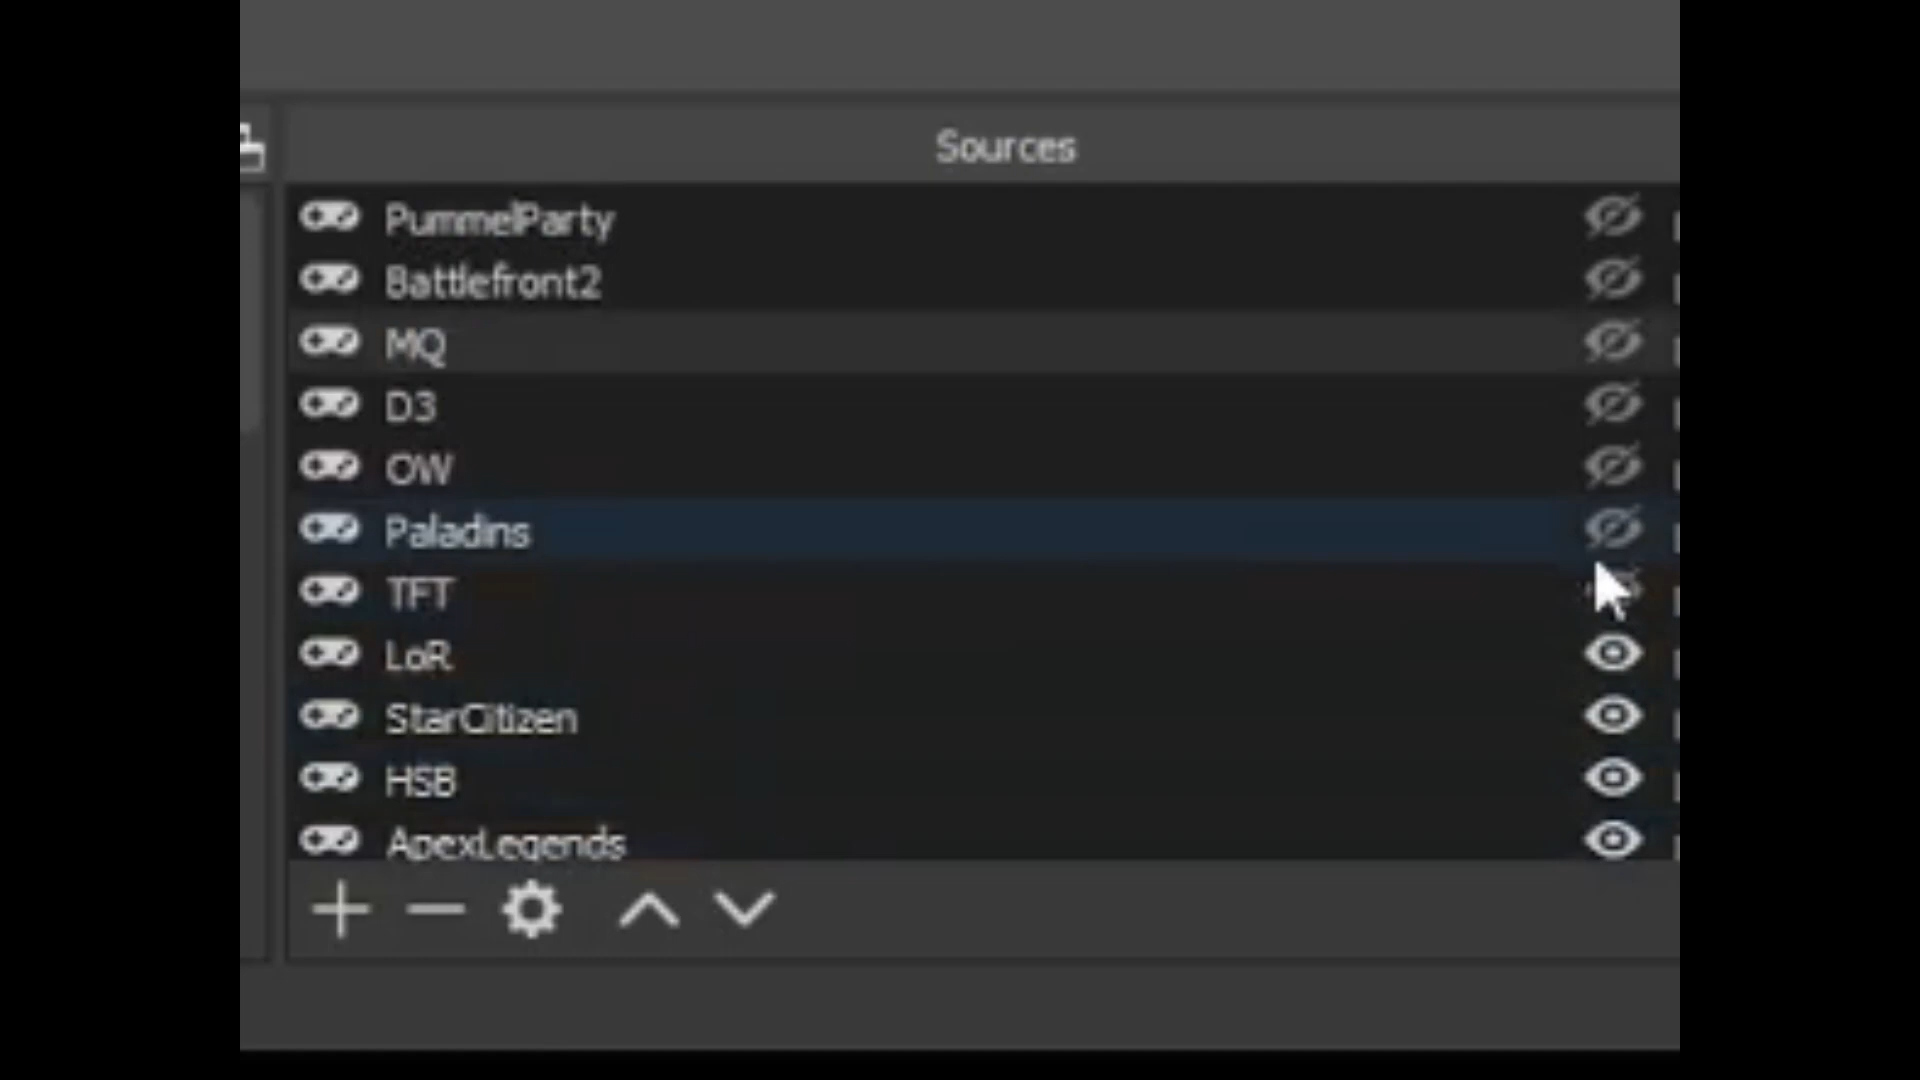 Sources
PummelParty
Battlefront2
MQ
D3
OW
Paladins
TFT
LoR
StarCitizen
HSB
ApexLegends